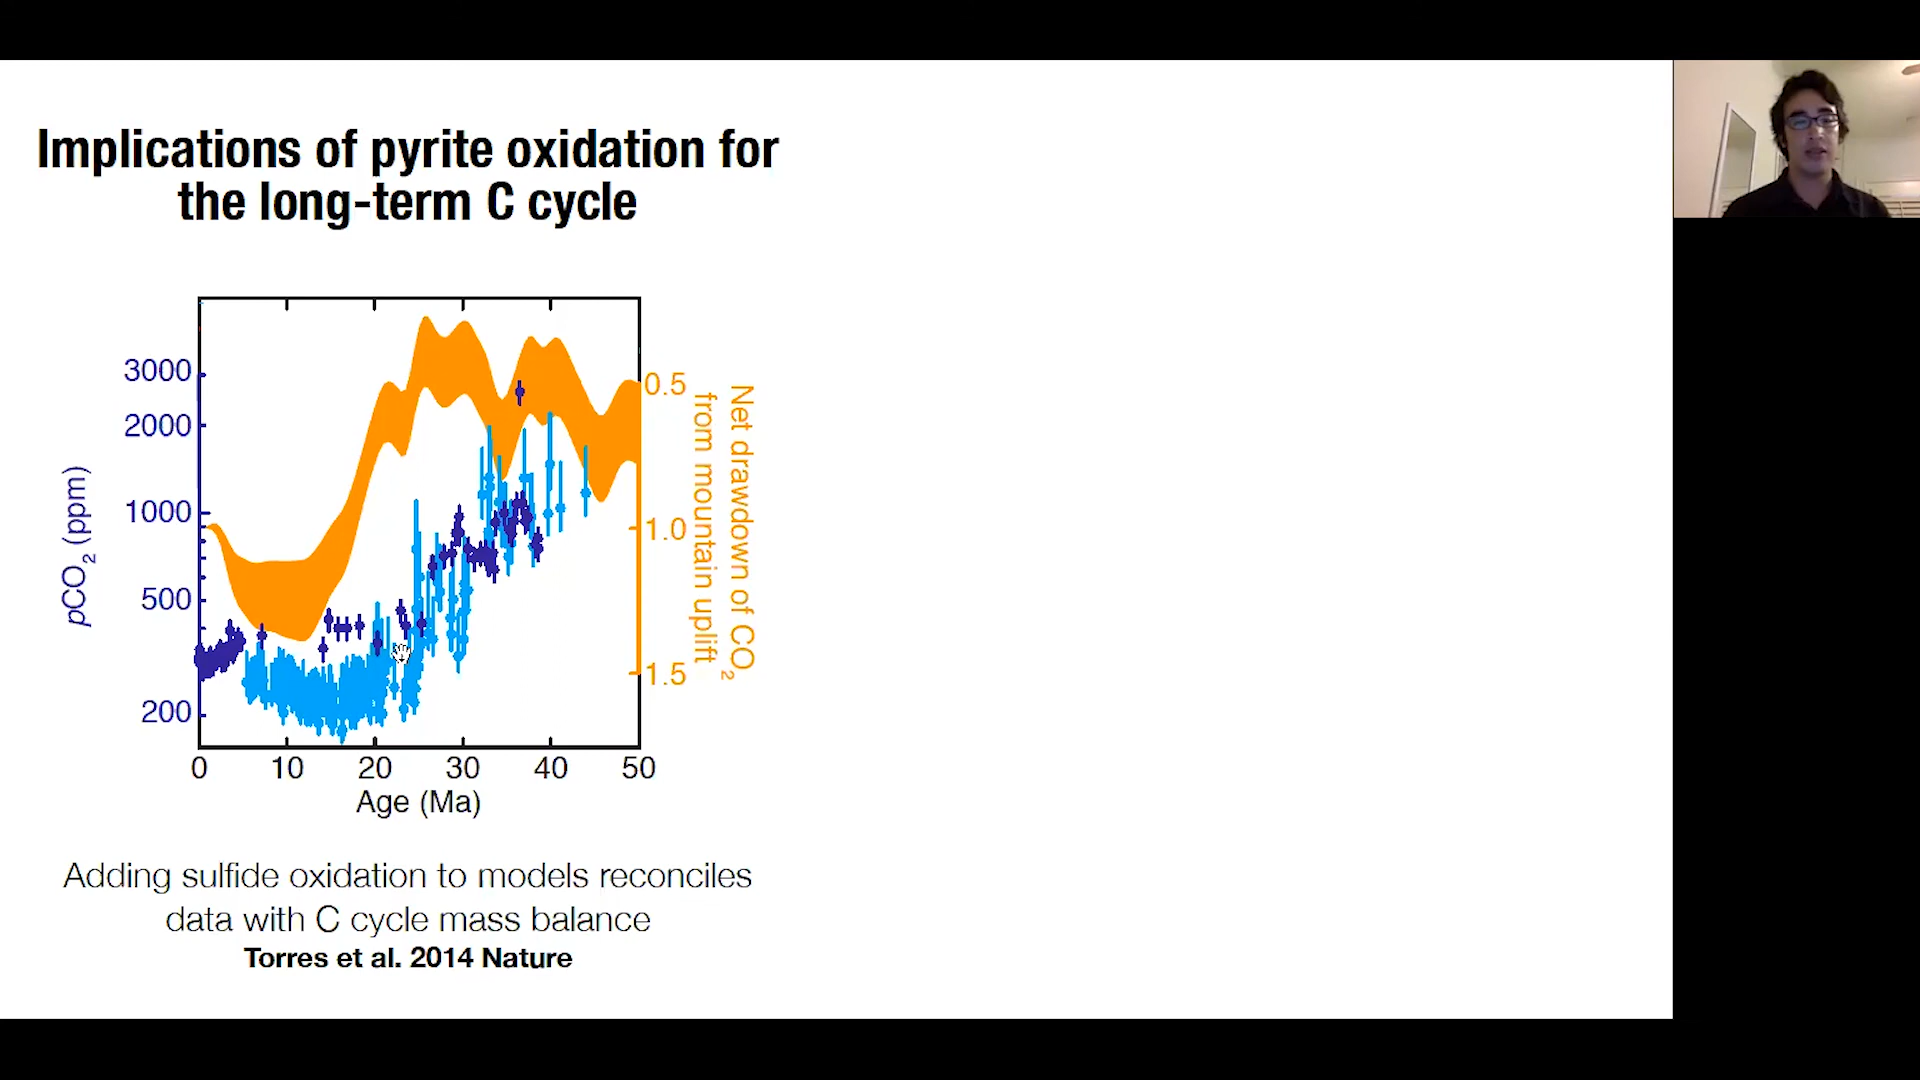 Implications of pyrite oxidation for
the long-term C cycle
3000
2000
1000
500
200
pCO2 (ppm)
0.5
1.0
1.5
Net drawdown of CO2
from mountain uplift
0 10 20 30 40 50
Age (Ma)
Adding sulfide oxidation to models reconciles
data with C cycle mass balance
Torres et al. 2014 Nature